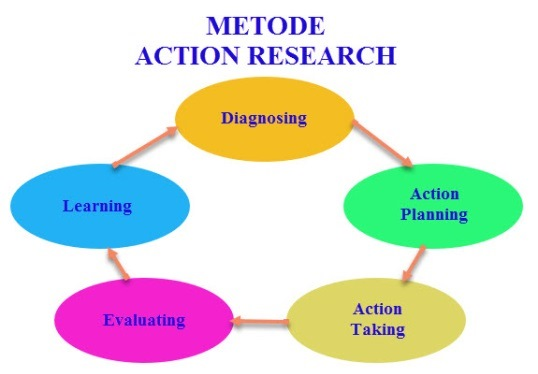 METODE
ACTION RESEARCH
Diagnosing
Action
Planning
Learning
Evaluating
Action
Taking